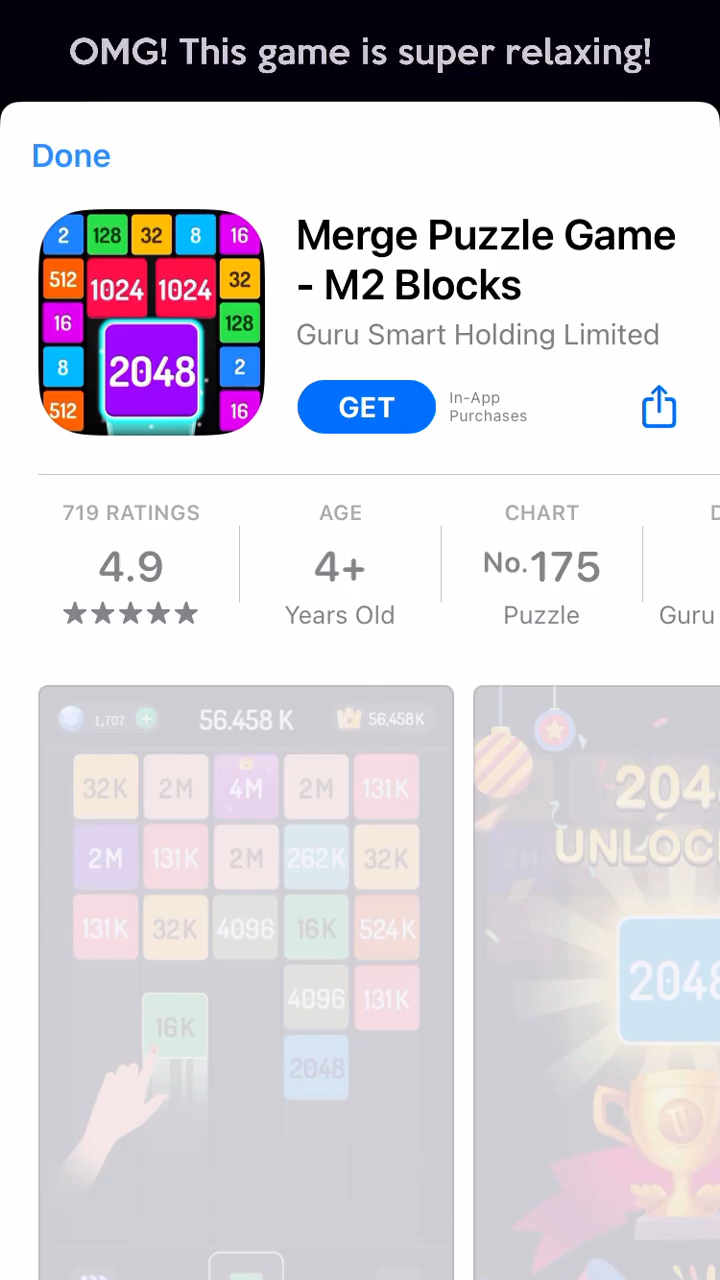 OMG! This game is super relaxing!
Done
2 128 32 8 16
512 1024 1024 32
16 128
8 2048 2
512 16
Merge Puzzle Game
- M2 Blocks
Guru Smart Holding Limited
GET
In-App
Purchases
719 RATINGS
4.9
★★★★★
AGE
4+
Years Old
CHART
No.175
Puzzle
D
Guru
1,707 56.458 K 56,458K
32K 2M 4M 2M 131K
2M 131K 2M 262K 32K
131K 32K 4096 16K 524K
4096 131K
16K
2048
204
UNLOC
2M
2048